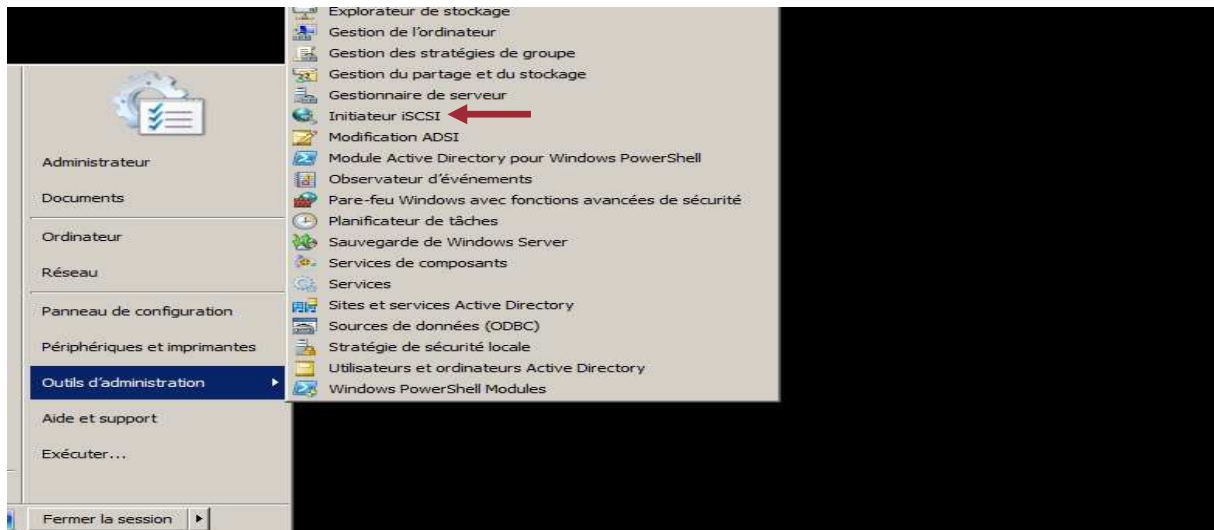 Explorateur de stockage
Gestion de l'ordinateur
Gestion des stratégies de groupe
Gestion du partage et du stockage
Gestionnaire de serveur
Initiateur iSCSI
Modification ADSI
Module Active Directory pour Windows PowerShell
Observateur d'événements
Pare-feu Windows avec fonctions avancées de sécurité
Planificateur de tâches
Sauvegarde de Windows Server
Services de composants
Services
Sites et services Active Directory
Sources de données (ODBC)
Stratégie de sécurité locale
Utilisateurs et ordinateurs Active Directory
Windows PowerShell Modules
Administrateur
Documents
Ordinateur
Réseau
Panneau de configuration
Périphériques et imprimantes
Outils d'administration
Aide et support
Exécuter...
Fermer la session